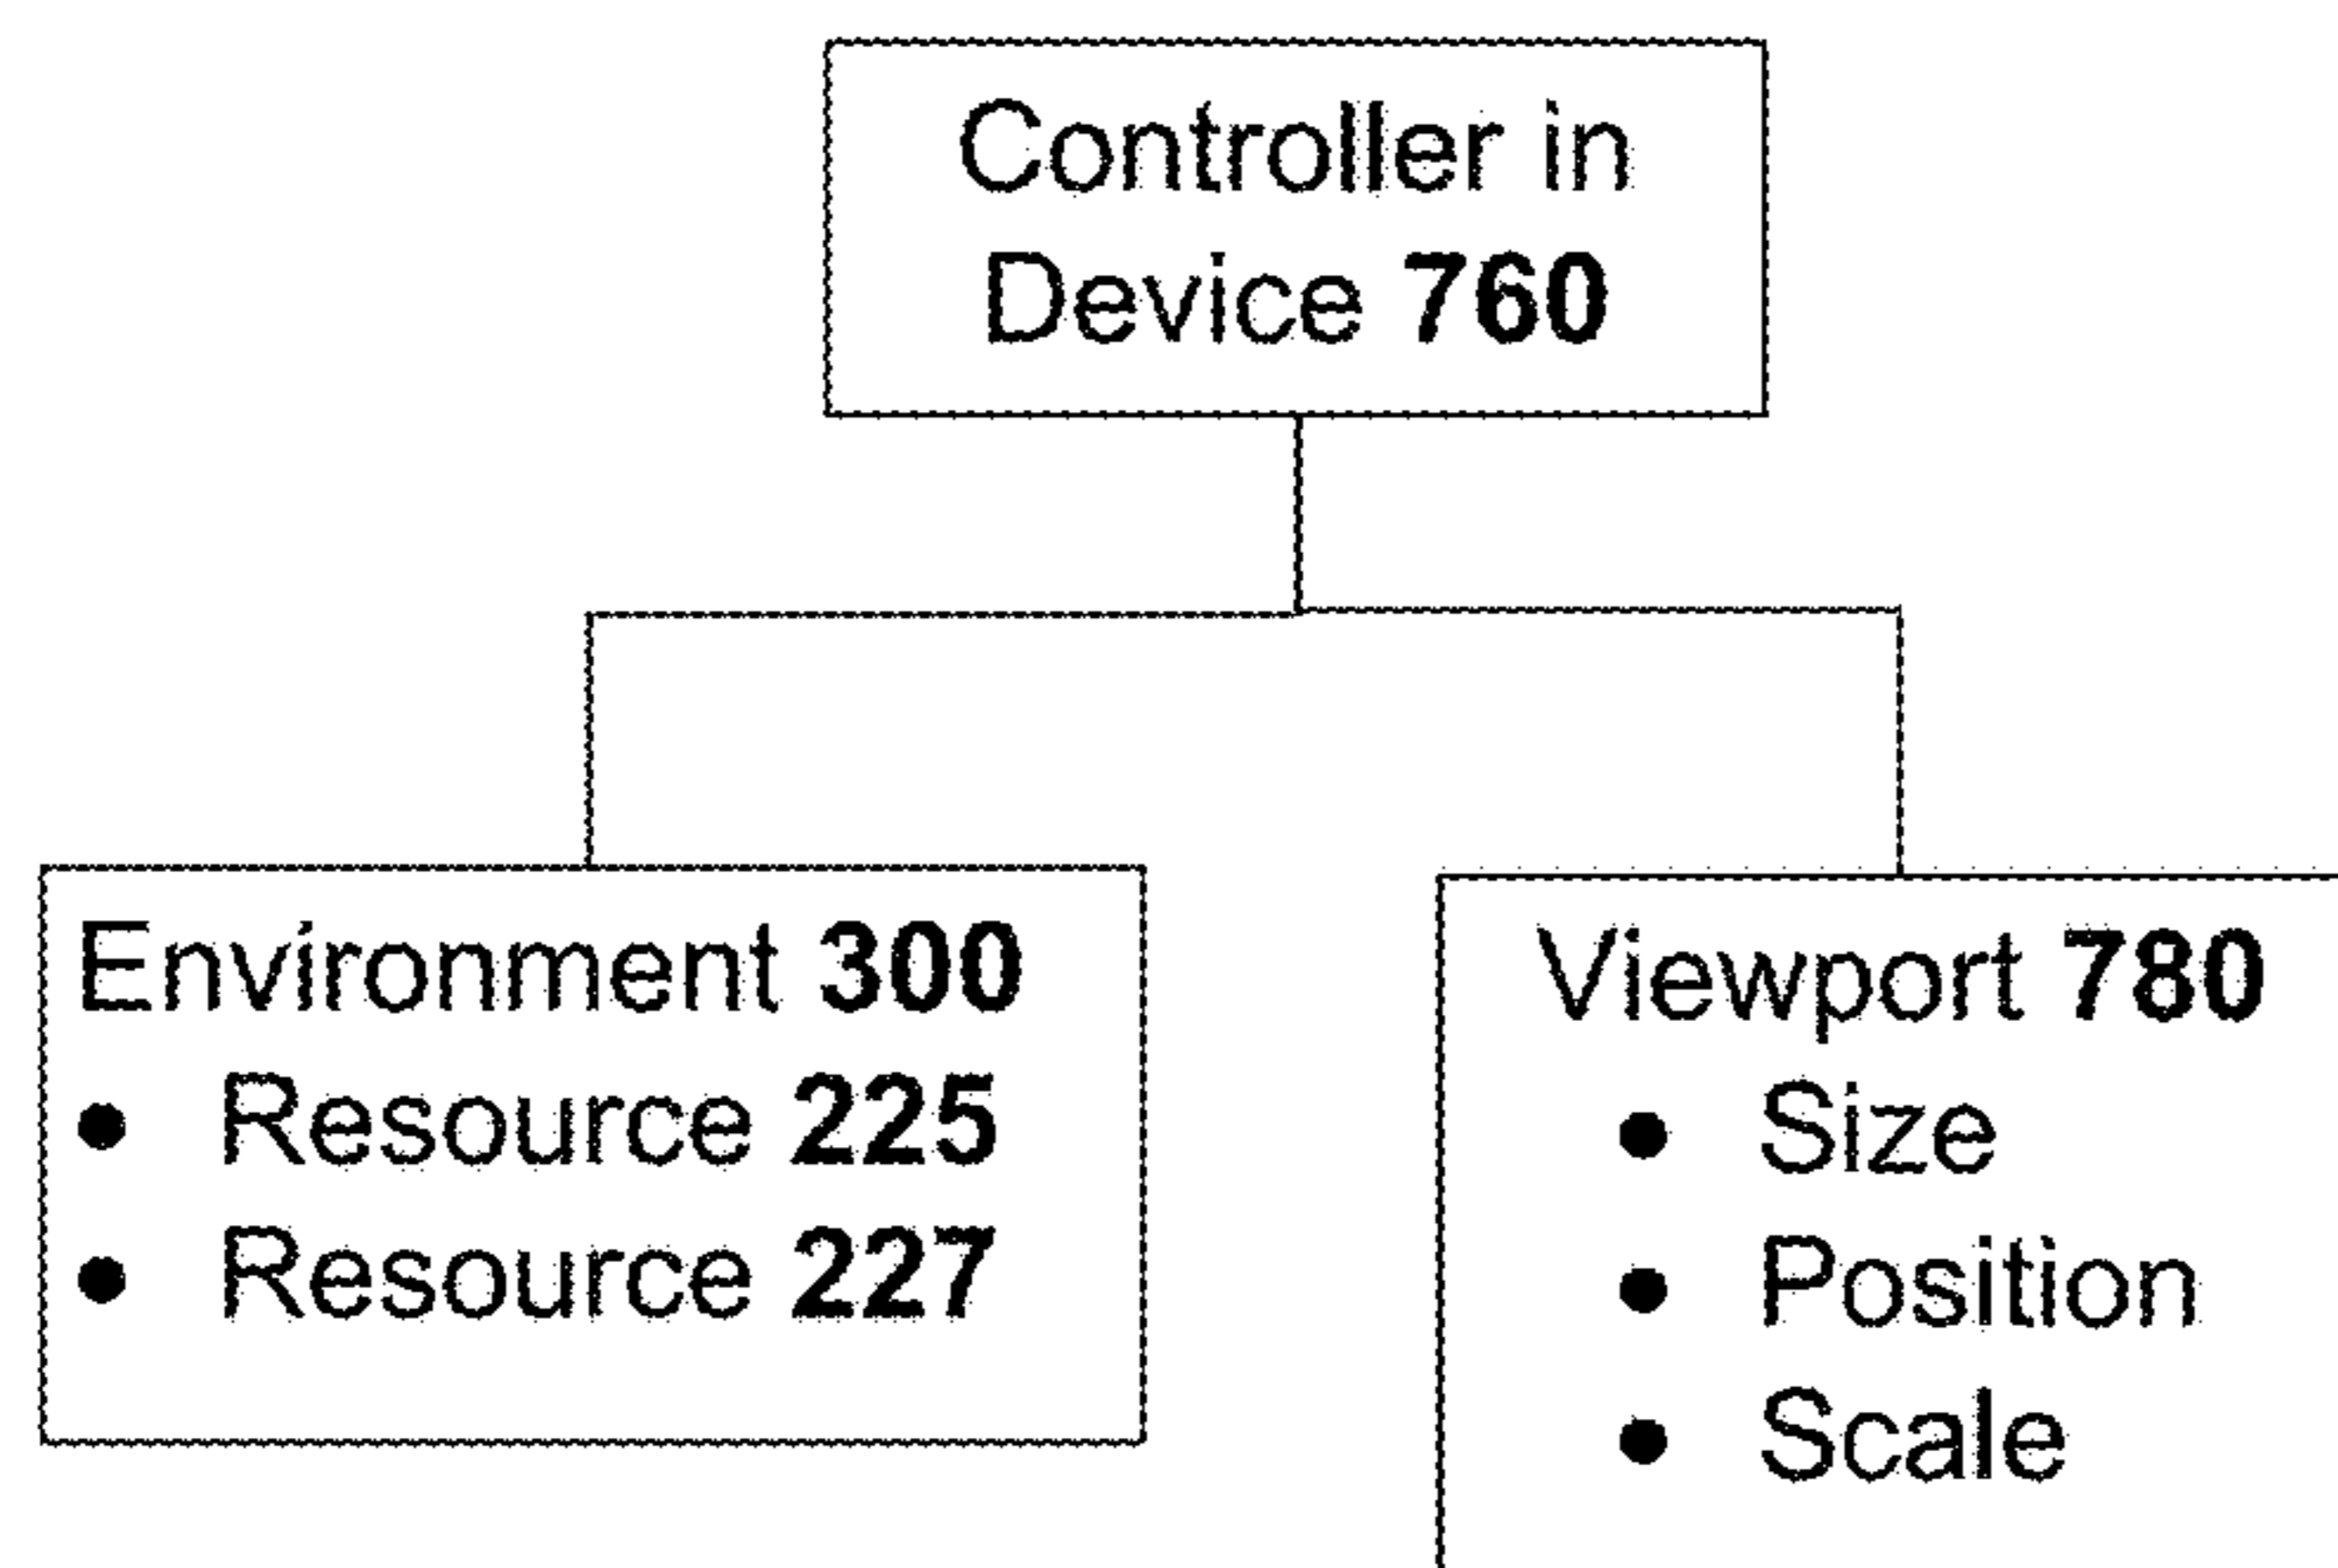 Controller in
Device 760
Environment 300
• Resource 225
• Resource 227
Viewport 780
• Size
• Position
• Scale